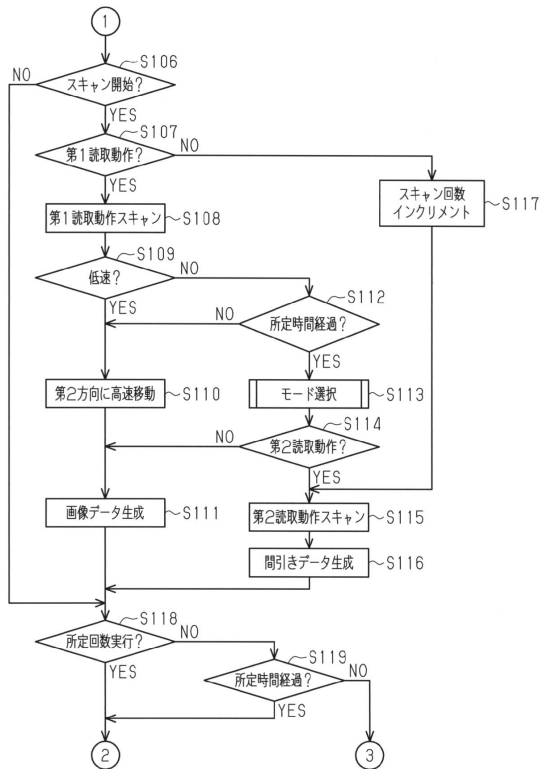 1
スキャン開始?
S106
NO
YES
第1読取動作?
S107
NO
YES
第1読取動作スキャン
S108
スキャン回数
インクリメント
S117
低速?
S109
NO
YES
所定時間経過?
S112
NO
YES
第2方向に高速移動
S110
モード選択
S113
第2読取動作?
S114
NO
YES
画像データ生成
S111
第2読取動作スキャン
S115
間引きデータ生成
S116
所定回数実行?
S118
NO
YES
所定時間経過?
S119
NO
YES
2
3